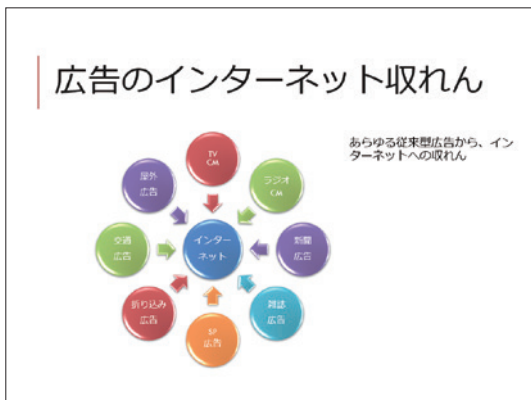 広告のインターネット収れん
あらゆる従来型広告から、イン
ターネットへの収れん
TV
CM
ラジオ
CM
新聞
広告
雑誌
広告
SP
広告
折り込み
広告
交通
広告
屋外
広告
インター
ネット